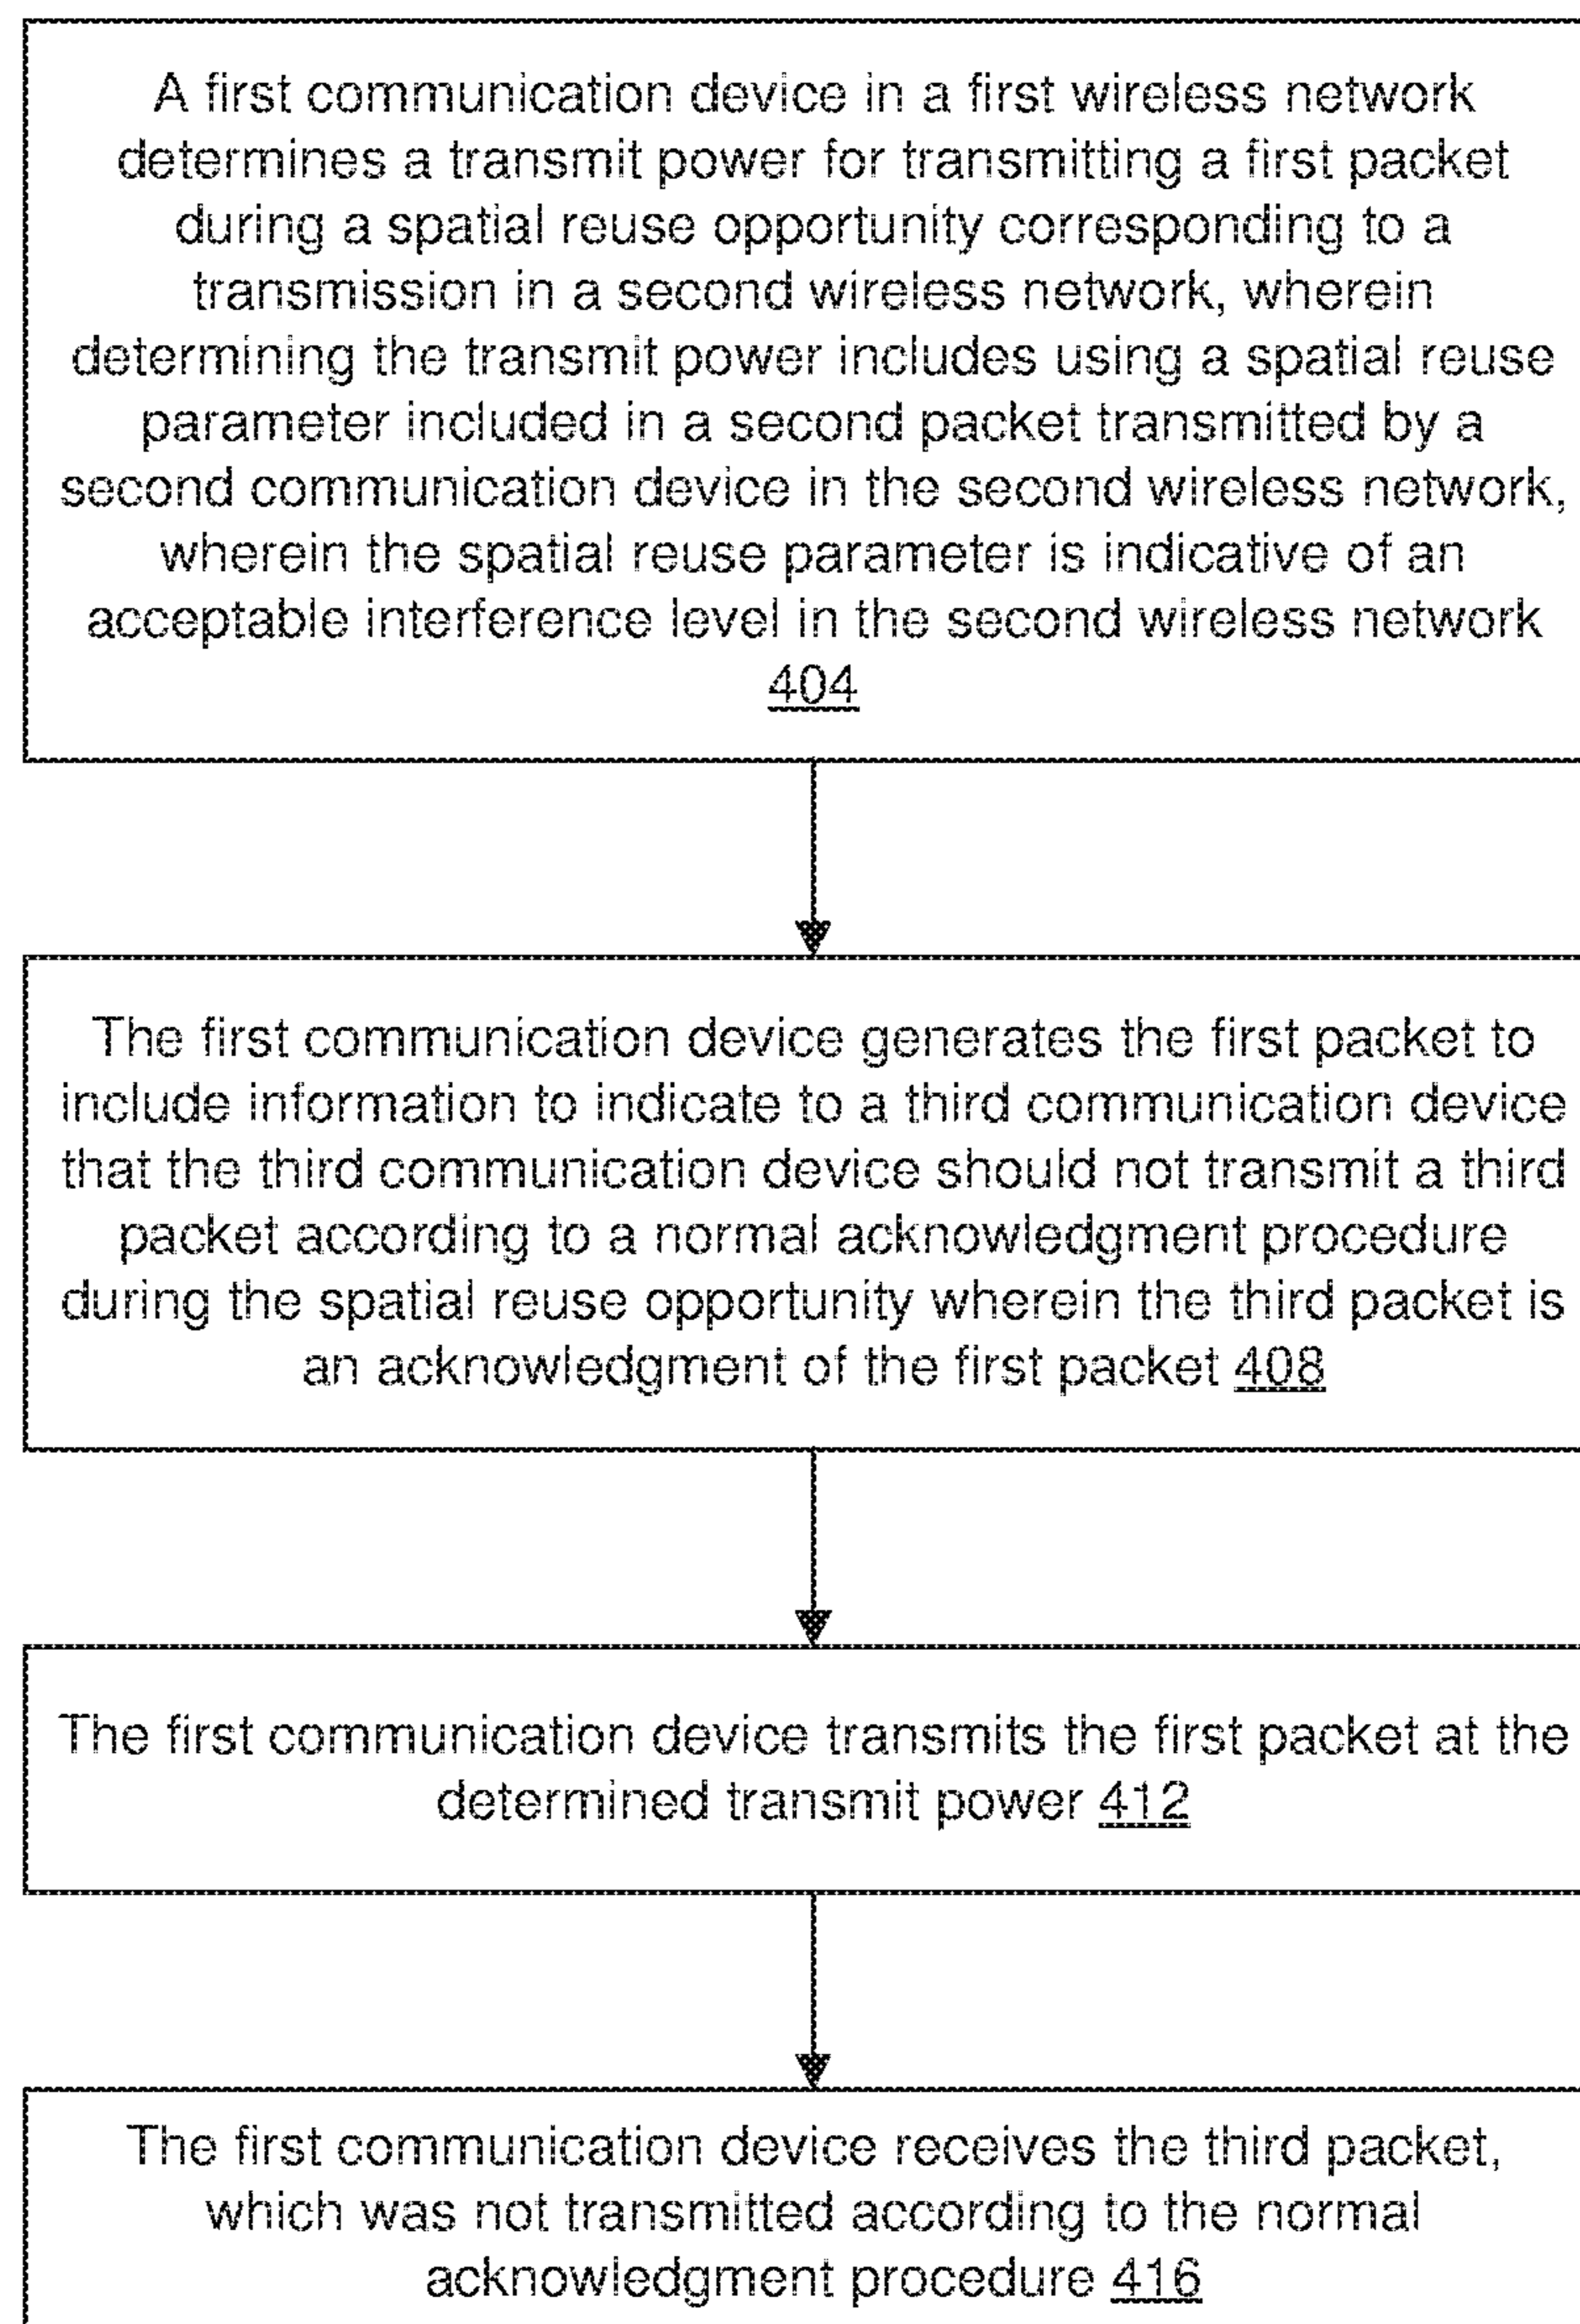 A first communication device in a first wireless network
determines a transmit power for transmitting a first packet
during a spatial reuse opportunity corresponding to a
transmission in a second wireless network, wherein
determining the transmit power includes using a spatial reuse
parameter included in a second packet transmitted by a
second communication device in the second wireless network,
wherein the spatial reuse parameter is indicative of an
acceptable interference level in the second wireless network
404
The first communication device generates the first packet to
include information to indicate to a third communication device
that the third communication device should not transmit a third
packet according to a normal acknowledgment procedure
during the spatial reuse opportunity wherein the third packet is
an acknowledgment of the first packet 408
The first communication device transmits the first packet at the
determined transmit power 412
The first communication device receives the third packet,
which was not transmitted according to the normal
acknowledgment procedure 416